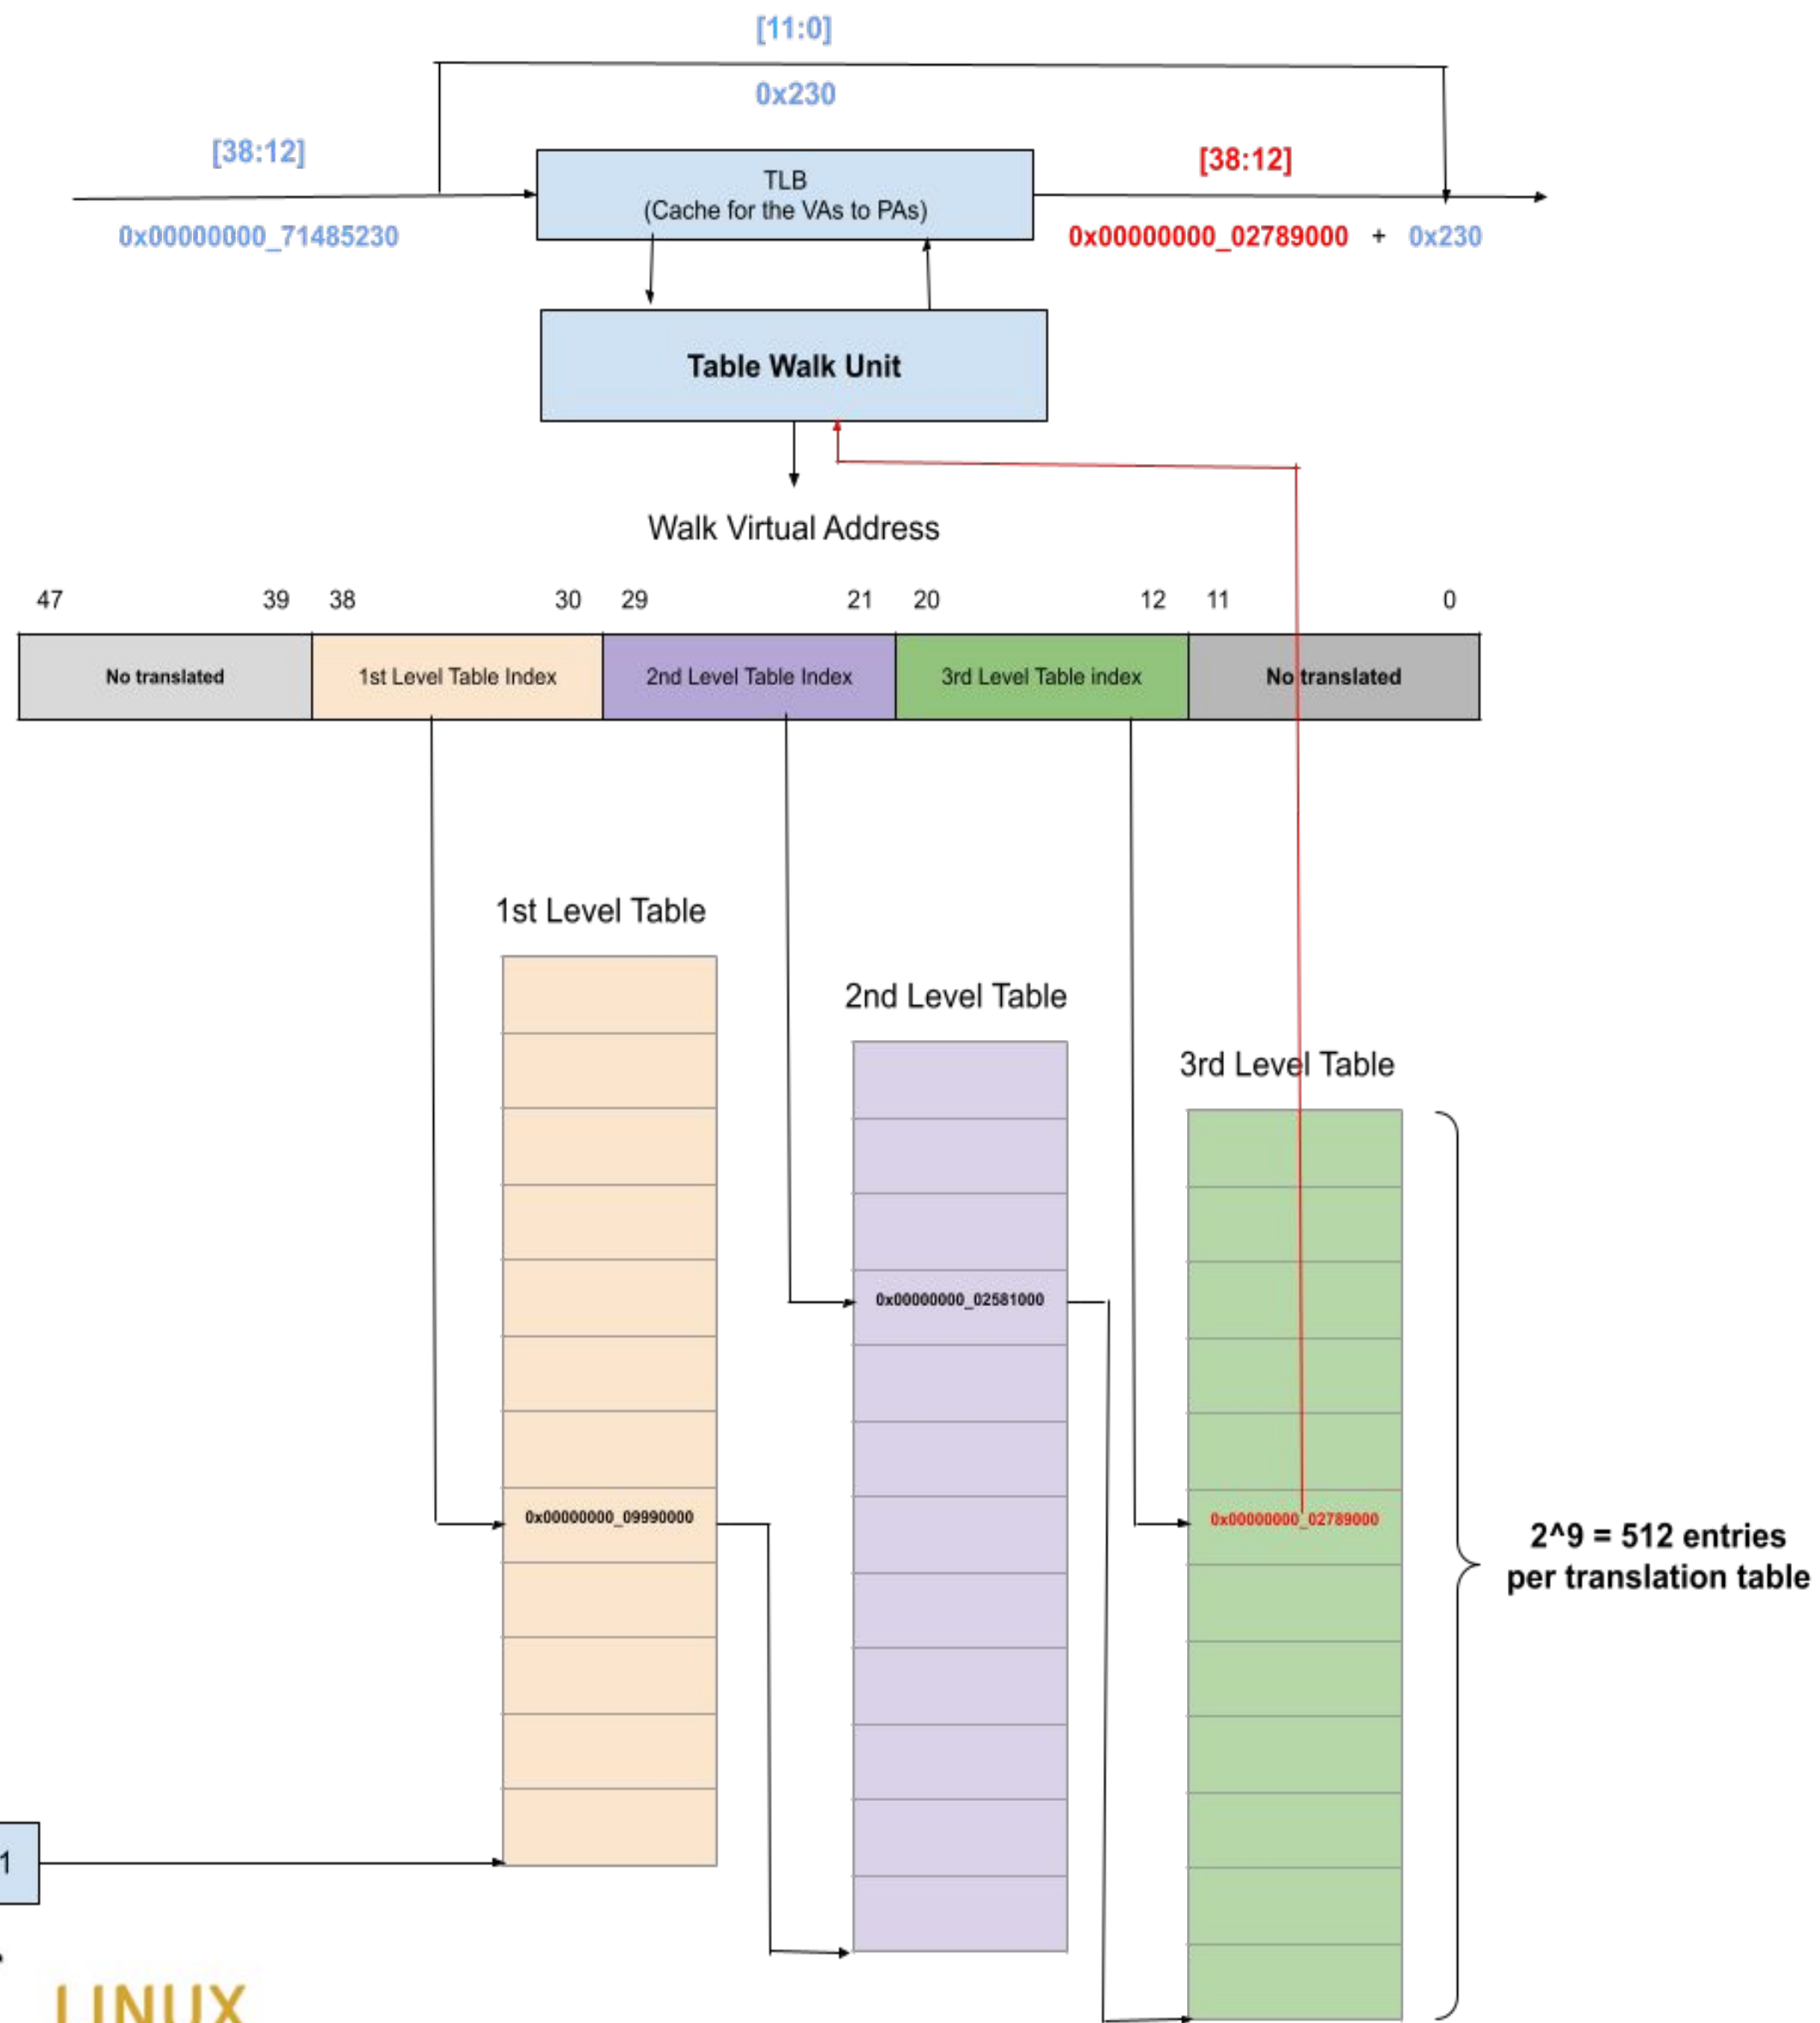 [11:0]
0x230
[38:12]
0x00000000_71485230
TLB
(Cache for the VAs to PAs)
[38:12]
0x00000000_02789000 + 0x230
Table Walk Unit
Walk Virtual Address
47 39 38 30 29 21 20 12 11 0
No translated 1st Level Table Index 2nd Level Table Index 3rd Level Table index No translated
1st Level Table
2nd Level Table
3rd Level Table
0x00000000_02581000
0x00000000_09990000
0x00000000_02789000
2^9 = 512 entries
per translation table
1
LINUX